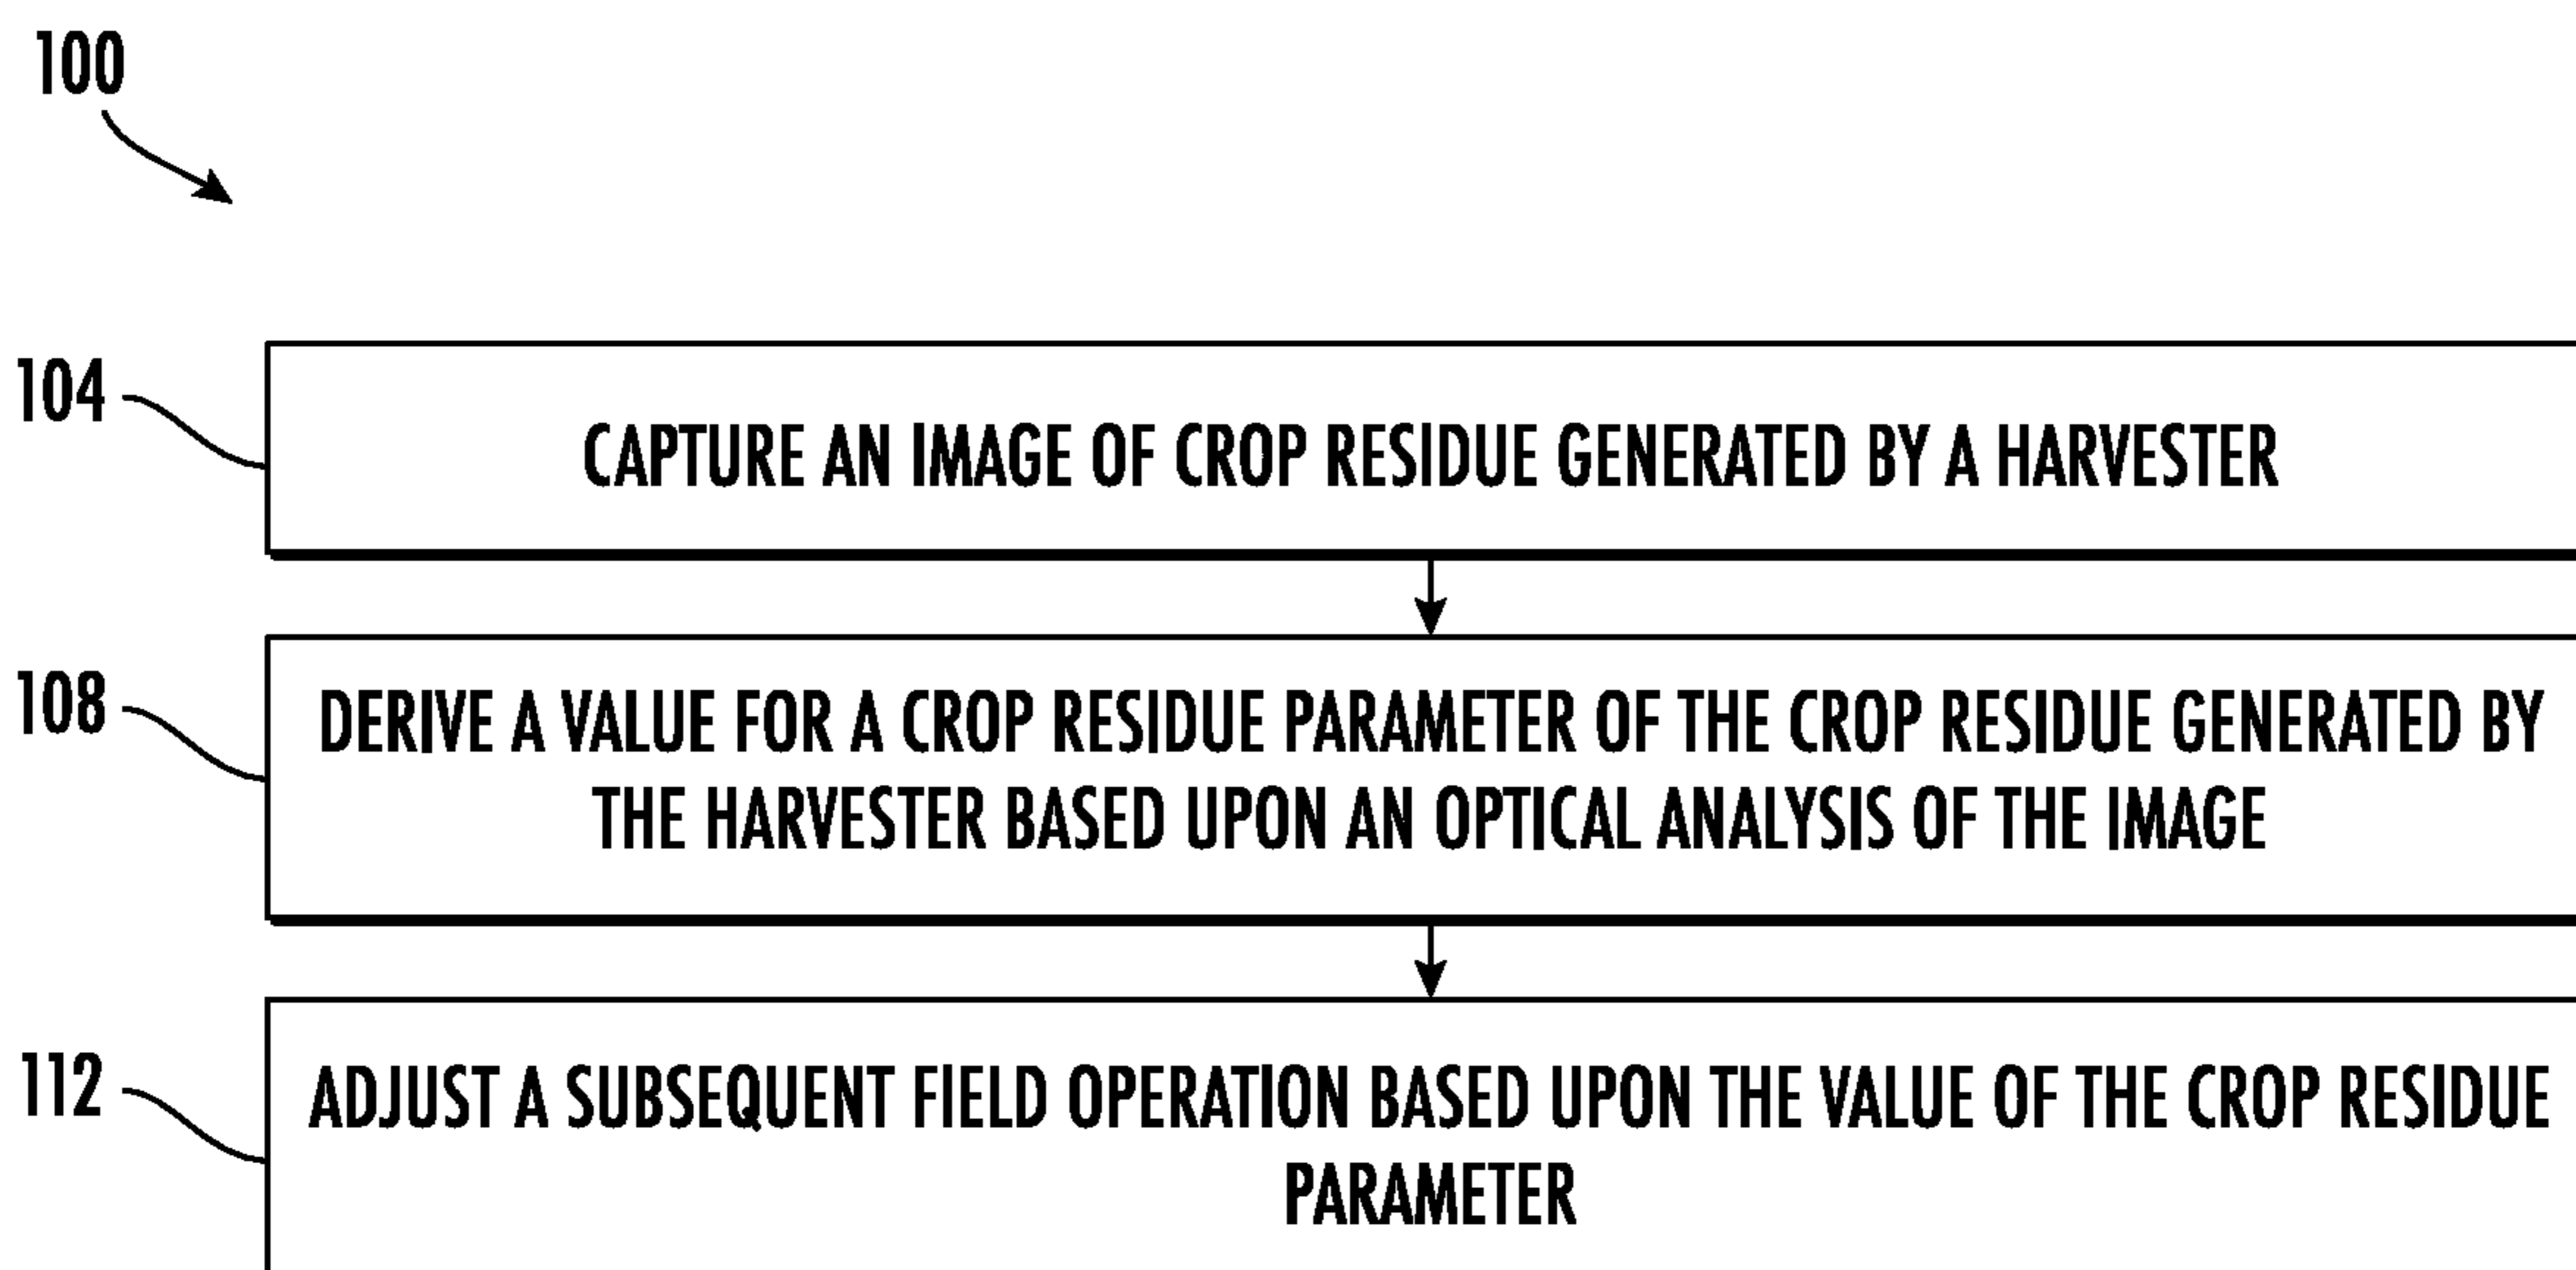 100
104
CAPTURE AN IMAGE OF CROP RESIDUE GENERATED BY A HARVESTER
108
DERIVE A VALUE FOR A CROP RESIDUE PARAMETER OF THE CROP RESIDUE GENERATED BY
THE HARVESTER BASED UPON AN OPTICAL ANALYSIS OF THE IMAGE
112
ADJUST A SUBSEQUENT FIELD OPERATION BASED UPON THE VALUE OF THE CROP RESIDUE
PARAMETER